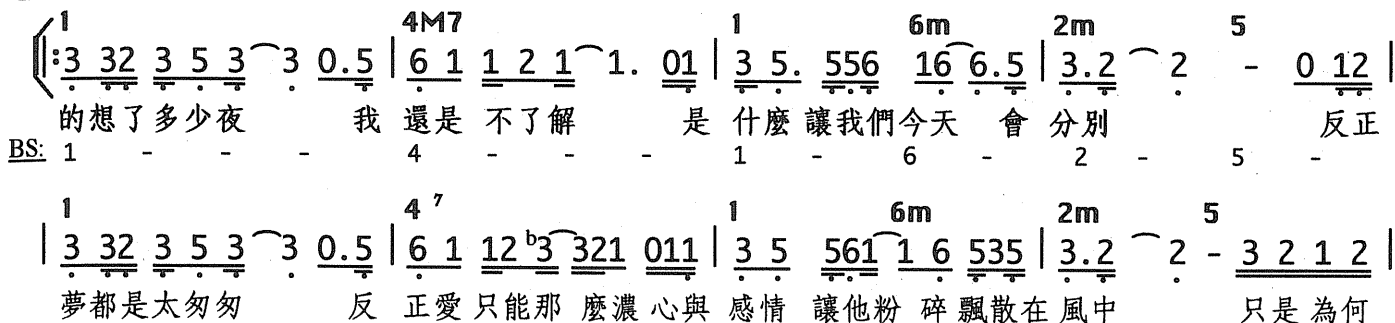 1 4M7 1 6m 2m 5
‖: 3 32 3 5 3 3 0.5 | 6 1 1 2 1 1. 01 | 3 5. 556 16 6.5 | 3.2 2 - 0 12 |
的想了多少夜 我 還是 不了解 是 什麼 讓我們今天 會 分別 反正
BS: 1 - - - 4 - - - 1 - 6 - 2 - 5 -
1 4 7 1 6m 2m 5
| 3 32 3 5 3 3 0.5 | 6 1 12 b3 321 011 | 3 5 561 1 6 535 | 3.2 2 - 3 2 1 2 |
夢都是太匆匆 反 正愛 只能那 麼濃 心與 感情 讓他粉 碎 飄散在 風中 只是為何